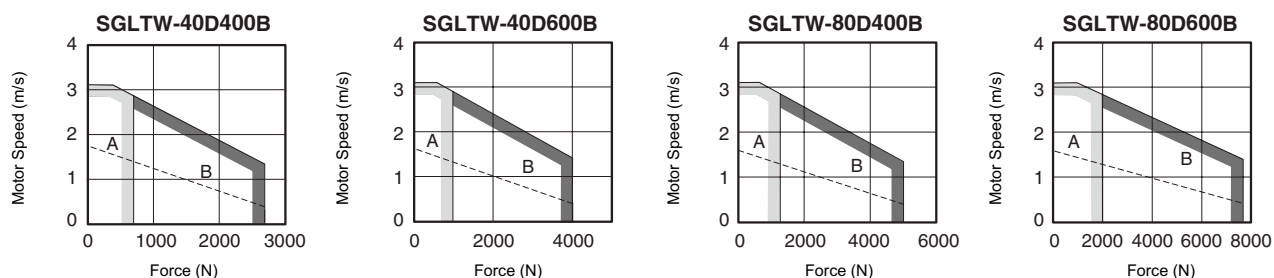 SGLTW-40D400B
4
3
2
1
0
Motor Speed (m/s)
A
B
0 1000 2000 3000
Force (N)
SGLTW-40D600B
4
3
2
1
0
Motor Speed (m/s)
A
B
0 2000 4000
Force (N)
SGLTW-80D400B
4
3
2
1
0
Motor Speed (m/s)
A
B
0 2000 4000 6000
Force (N)
SGLTW-80D600B
4
3
2
1
0
Motor Speed (m/s)
A
B
0 2000 4000 6000 8000
Force (N)